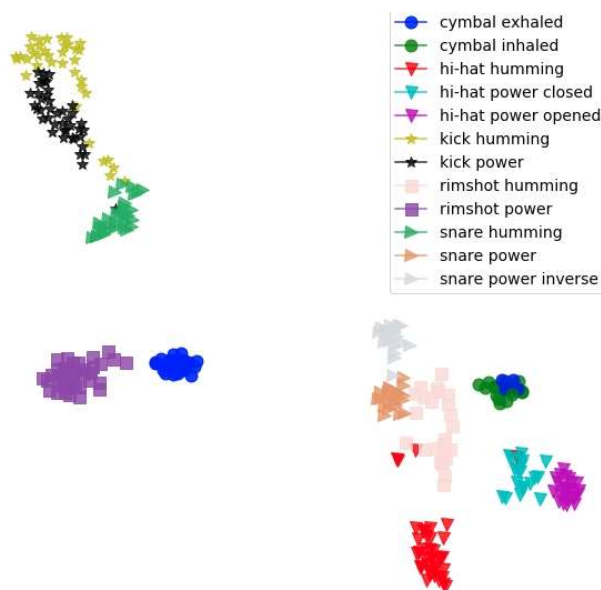 cymbal exhaled
cymbal inhaled
hi-hat humming
hi-hat power closed
hi-hat power opened
kick humming
kick power
rimshot humming
rimshot power
snare humming
snare power
snare power inverse